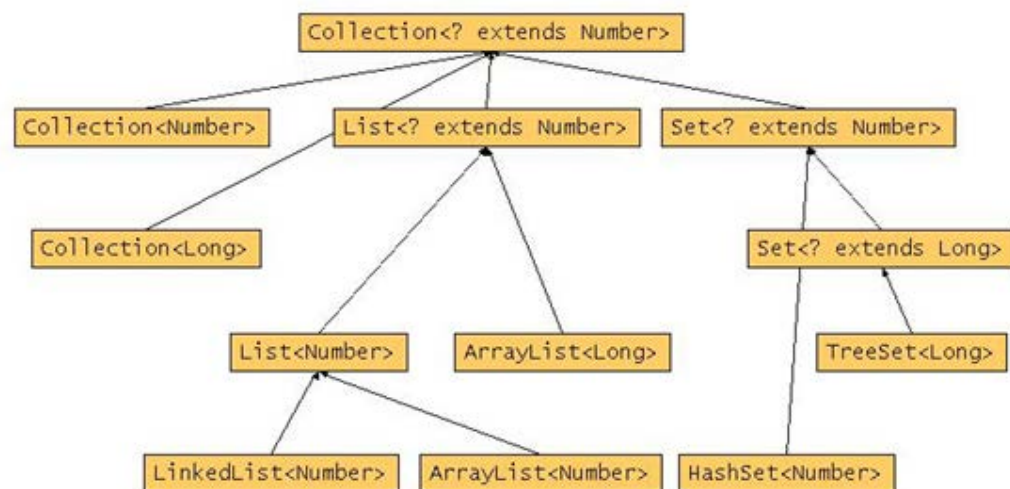 Collection<? extends Number>
Collection<Number>
List<? extends Number>
Set<? extends Number>
Collection<Long>
Set<? extends Long>
List<Number>
ArrayList<Long>
TreeSet<Long>
LinkedList<Number>
ArrayList<Number>
HashSet<Number>